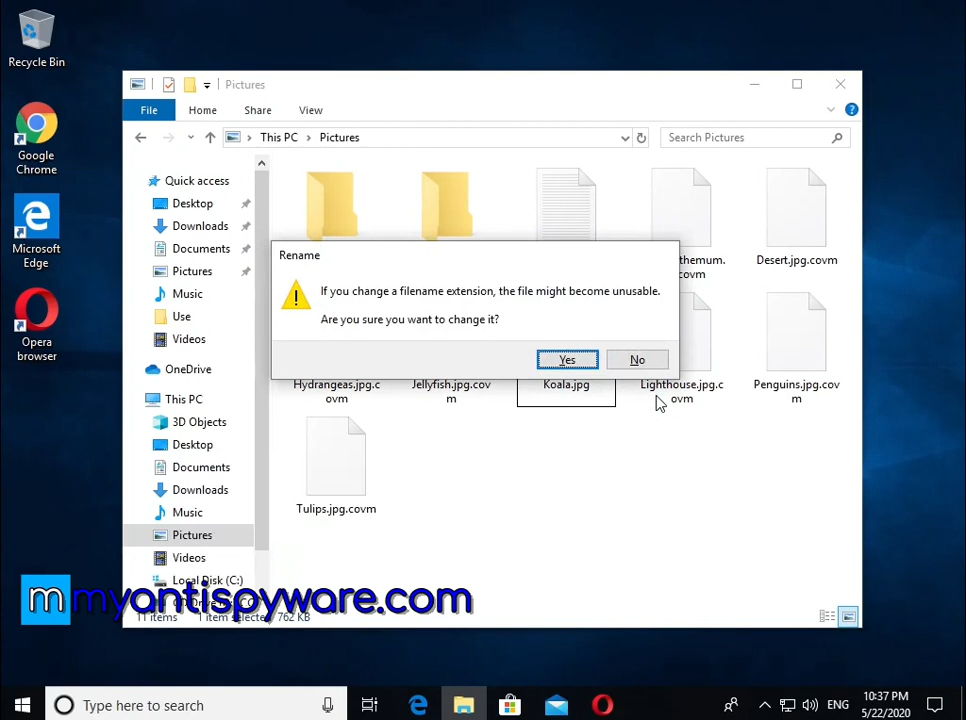 Recycle Bin
Google
Chrome
Microsoft
Edge
Opera
browser
Pictures
File
Home
Share
View
This PC
Pictures
Search Pictures
Quick access
Desktop
Downloads
Documents
Pictures
Music
Use
Videos
OneDrive
This PC
3D Objects
Desktop
Documents
Downloads
Music
Pictures
Videos
Local Disk (C:)
themum.
covm
Desert.jpg.covm
Rename
If you change a filename extension, the file might become unusable.
Are you sure you want to change it?
Yes
No
Hydrangeas.jpg.c
ovm
Jellyfish.jpg.cov
m
Koala.jpg
Lighthouse.jpg.c
ovm
Penguins.jpg.cov
m
Tulips.jpg.covm
m
myantispyware.com
11 items
1 item selected
762 KB
Type here to search
ENG
10:37 PM
5/22/2020